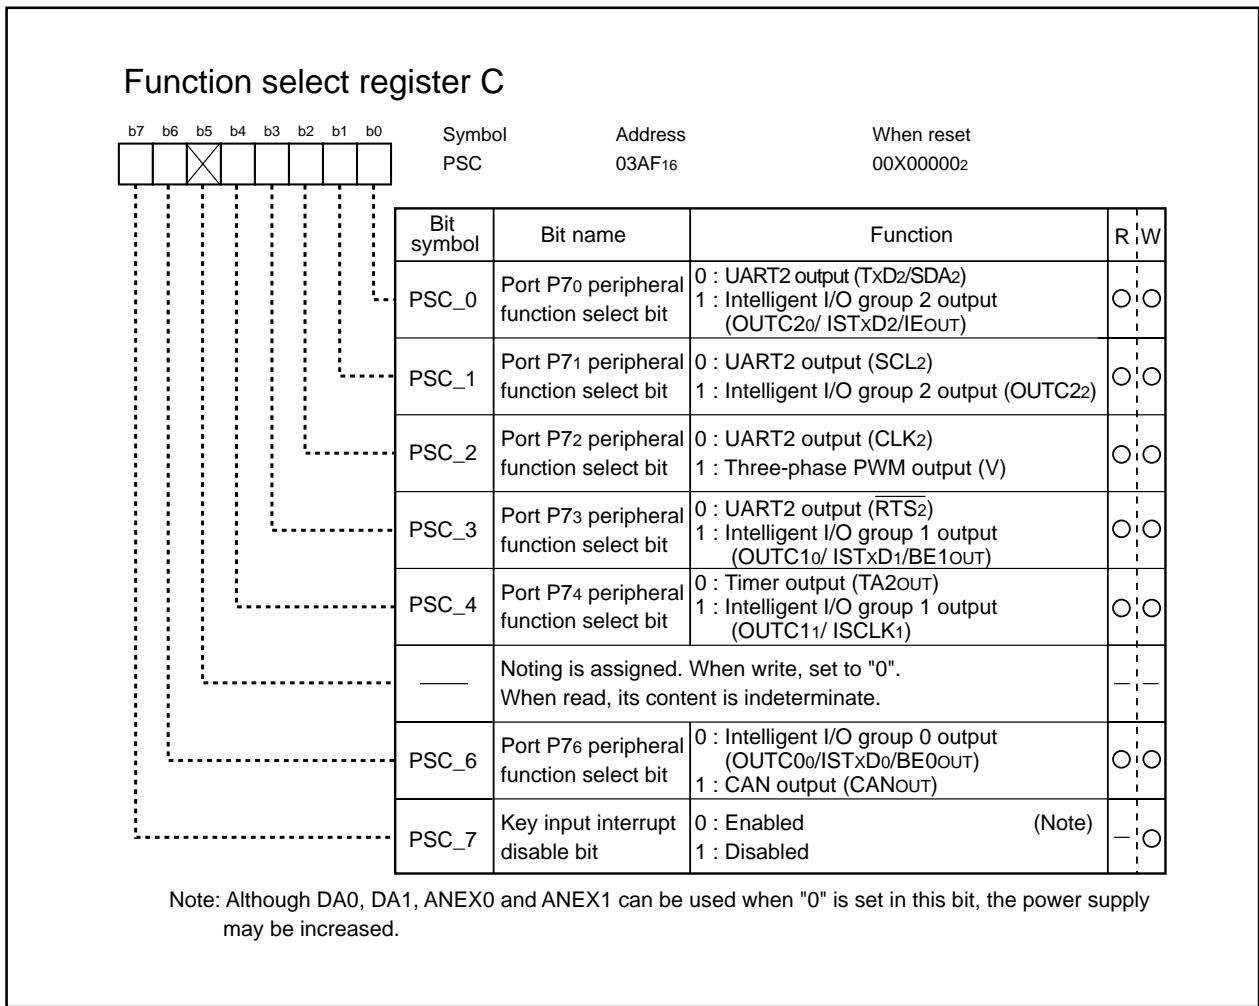 Function select register C
b7 b6 b5 b4 b3 b2 b1 b0
Symbol Address When reset
PSC 03AF16 00X000002
Bit symbol Bit name Function R W
PSC_0 Port P70 peripheral function select bit
0 : UART2 output (TxD2/SDA2)
1 : Intelligent I/O group 2 output
(OUTC20/ ISTxD2/IEOUT)
PSC_1 Port P71 peripheral function select bit
0 : UART2 output (SCL2)
1 : Intelligent I/O group 2 output (OUTC22)
PSC_2 Port P72 peripheral function select bit
0 : UART2 output (CLK2)
1 : Three-phase PWM output (V)
PSC_3 Port P73 peripheral function select bit
0 : UART2 output (RTS2)
1 : Intelligent I/O group 1 output
(OUTC10/ ISTxD1/BE1OUT)
PSC_4 Port P74 peripheral function select bit
0 : Timer output (TA2OUT)
1 : Intelligent I/O group 1 output
(OUTC11/ ISCLK1)
Noting is assigned. When write, set to "0".
When read, its content is indeterminate.
PSC_6 Port P76 peripheral function select bit
0 : Intelligent I/O group 0 output
(OUTC00/ISTxD0/BE0OUT)
1 : CAN output (CANOUT)
PSC_7 Key input interrupt disable bit
0 : Enabled (Note)
1 : Disabled
Note: Although DA0, DA1, ANEX0 and ANEX1 can be used when "0" is set in this bit, the power supply
may be increased.